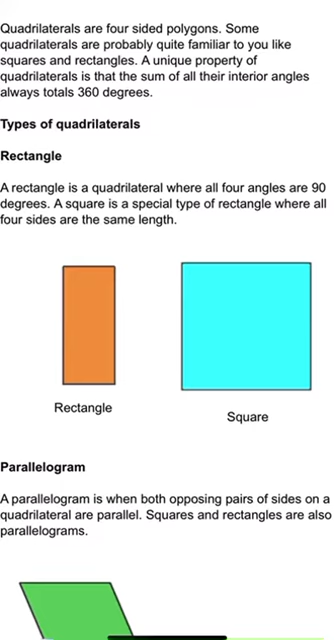 Quadrilaterals are four sided polygons. Some
quadrilaterals are probably quite familiar to you like
squares and rectangles. A unique property of
quadrilaterals is that the sum of all their interior angles
always totals 360 degrees.
Types of quadrilaterals
Rectangle
A rectangle is a quadrilateral where all four angles are 90
degrees. A square is a special type of rectangle where all
four sides are the same length.
Rectangle
Square
Parallelogram
A parallelogram is when both opposing pairs of sides on a
quadrilateral are parallel. Squares and rectangles are also
parallelograms.